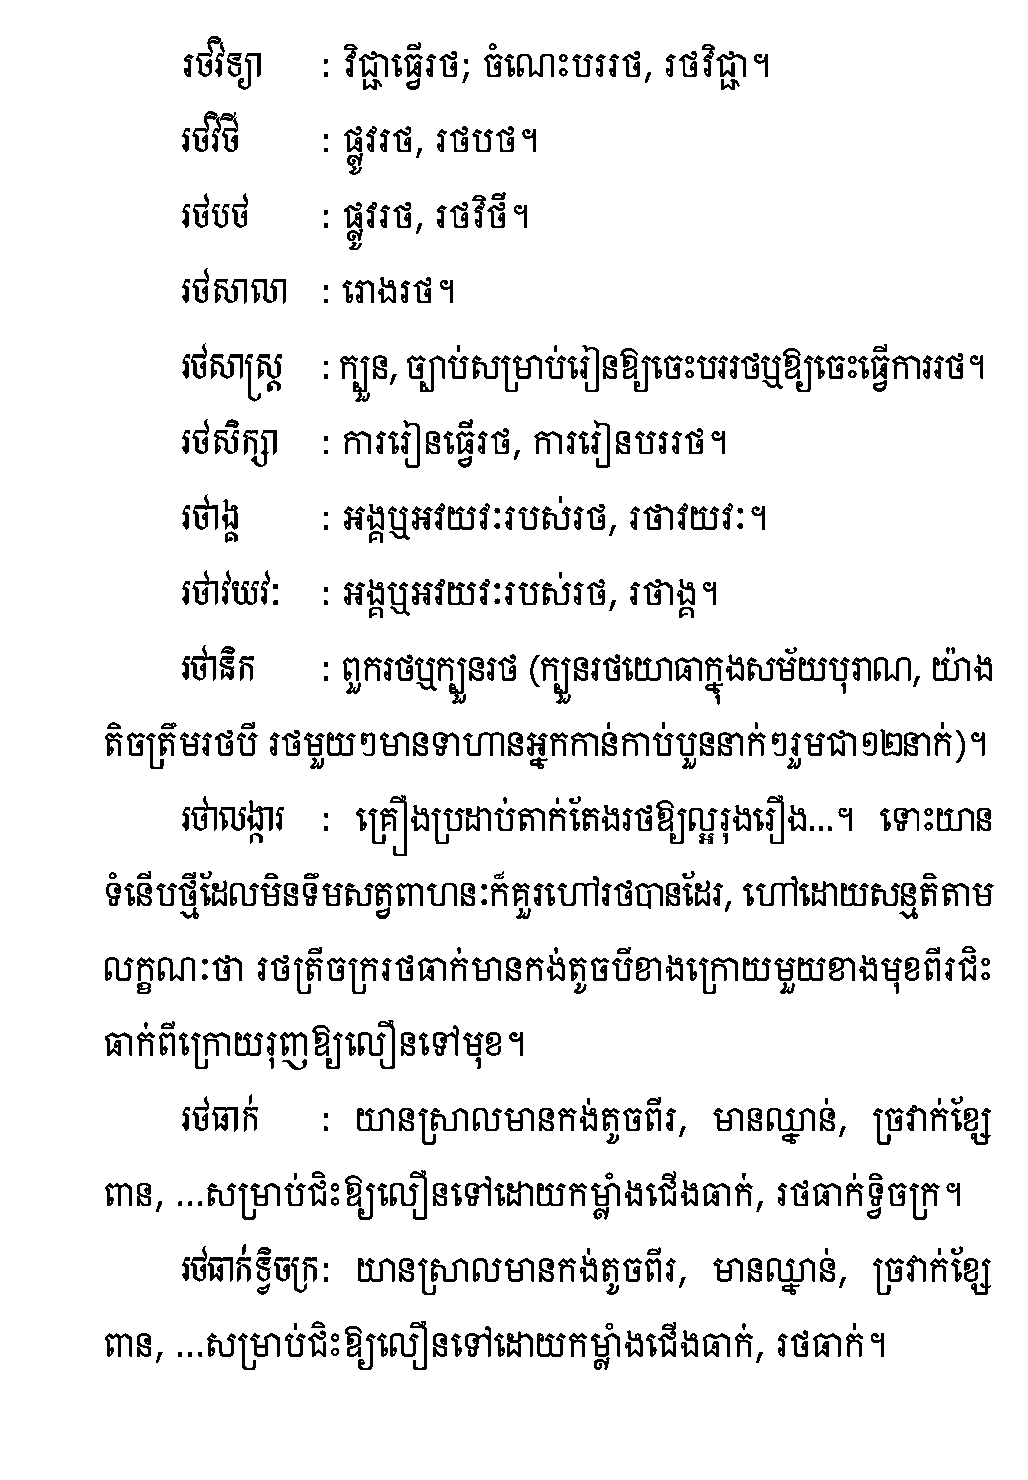 រថវិទ្យា : វិជ្ជាធ្វើរថ; ចំណេះបររថ, រថវិជ្ជា។
រថវិថី : ផ្លូវរថ, រថបថ។
រថបថ : ផ្លូវរថ, រថវិថី។
រថសាលា : រោងរថ។
រថសាស្ត្រ : ក្បួន, ច្បាប់សម្រាប់រៀនឱ្យចេះបររថឬឱ្យចេះធ្វើការរថ។
រថសិក្សា : ការរៀនធ្វើរថ, ការរៀនបររថ។
រថាង្គ : អង្គឬអវយវៈរបស់រថ, រថាវយវៈ។
រថាវយវៈ : អង្គឬអវយវៈរបស់រថ, រថាង្គ។
រថានិក : ពួករថឬក្បួនរថ (ក្បួនរថយោធាក្នុងសម័យបុរាណ, យ៉ាង
តិចត្រឹមរថបី រថមួយៗមានទាហានអ្នកកាន់កាប់បួននាក់ៗរួមជា១២នាក់)។
រថាលង្ការ : គ្រឿងប្រដាប់តាក់តែងរថឱ្យល្អរុងរឿង...។ ទោះយាន
ទំនើបថ្មីដែលមិនទឹមសត្វពាហនៈក៏គួរហៅរថបានដែរ, ហៅដោយសន្មតិតាម
លក្ខណៈថា រថត្រីចក្ររថធាក់មានកង់តូចបីខាងក្រោយមួយខាងមុខពីរជិះ
ធាក់ពីក្រោយរុញឱ្យលឿនទៅមុខ។
រថធាក់ : យានស្រាលមានកង់តូចពីរ, មានឈ្នាន់, ច្រវាក់ខ្សែ
ពាន, ...សម្រាប់ជិះឱ្យលឿនទៅដោយកម្លាំងជើងធាក់, រថធាក់ទ្វិចក្រ។
រថធាក់ទ្វិចក្រ: យានស្រាលមានកង់តូចពីរ, មានឈ្នាន់, ច្រវាក់ខ្សែ
ពាន, ...សម្រាប់ជិះឱ្យលឿនទៅដោយកម្លាំងជើងធាក់, រថធាក់។